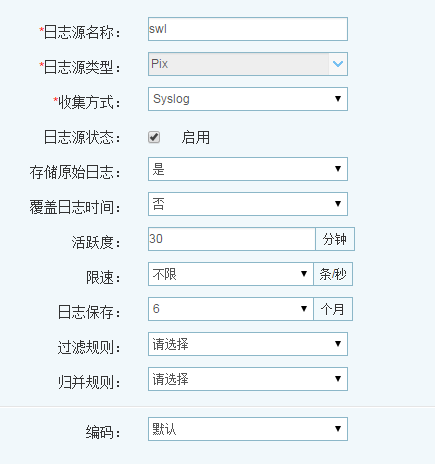 *日志源名称： swl
*日志源类型： Pix
*收集方式： Syslog
日志源状态： 启用
存储原始日志： 是
覆盖日志时间： 否
活跃度： 30 分钟
限速： 不限 条/秒
日志保存： 6 个月
过滤规则： 请选择
归并规则： 请选择
编码： 默认